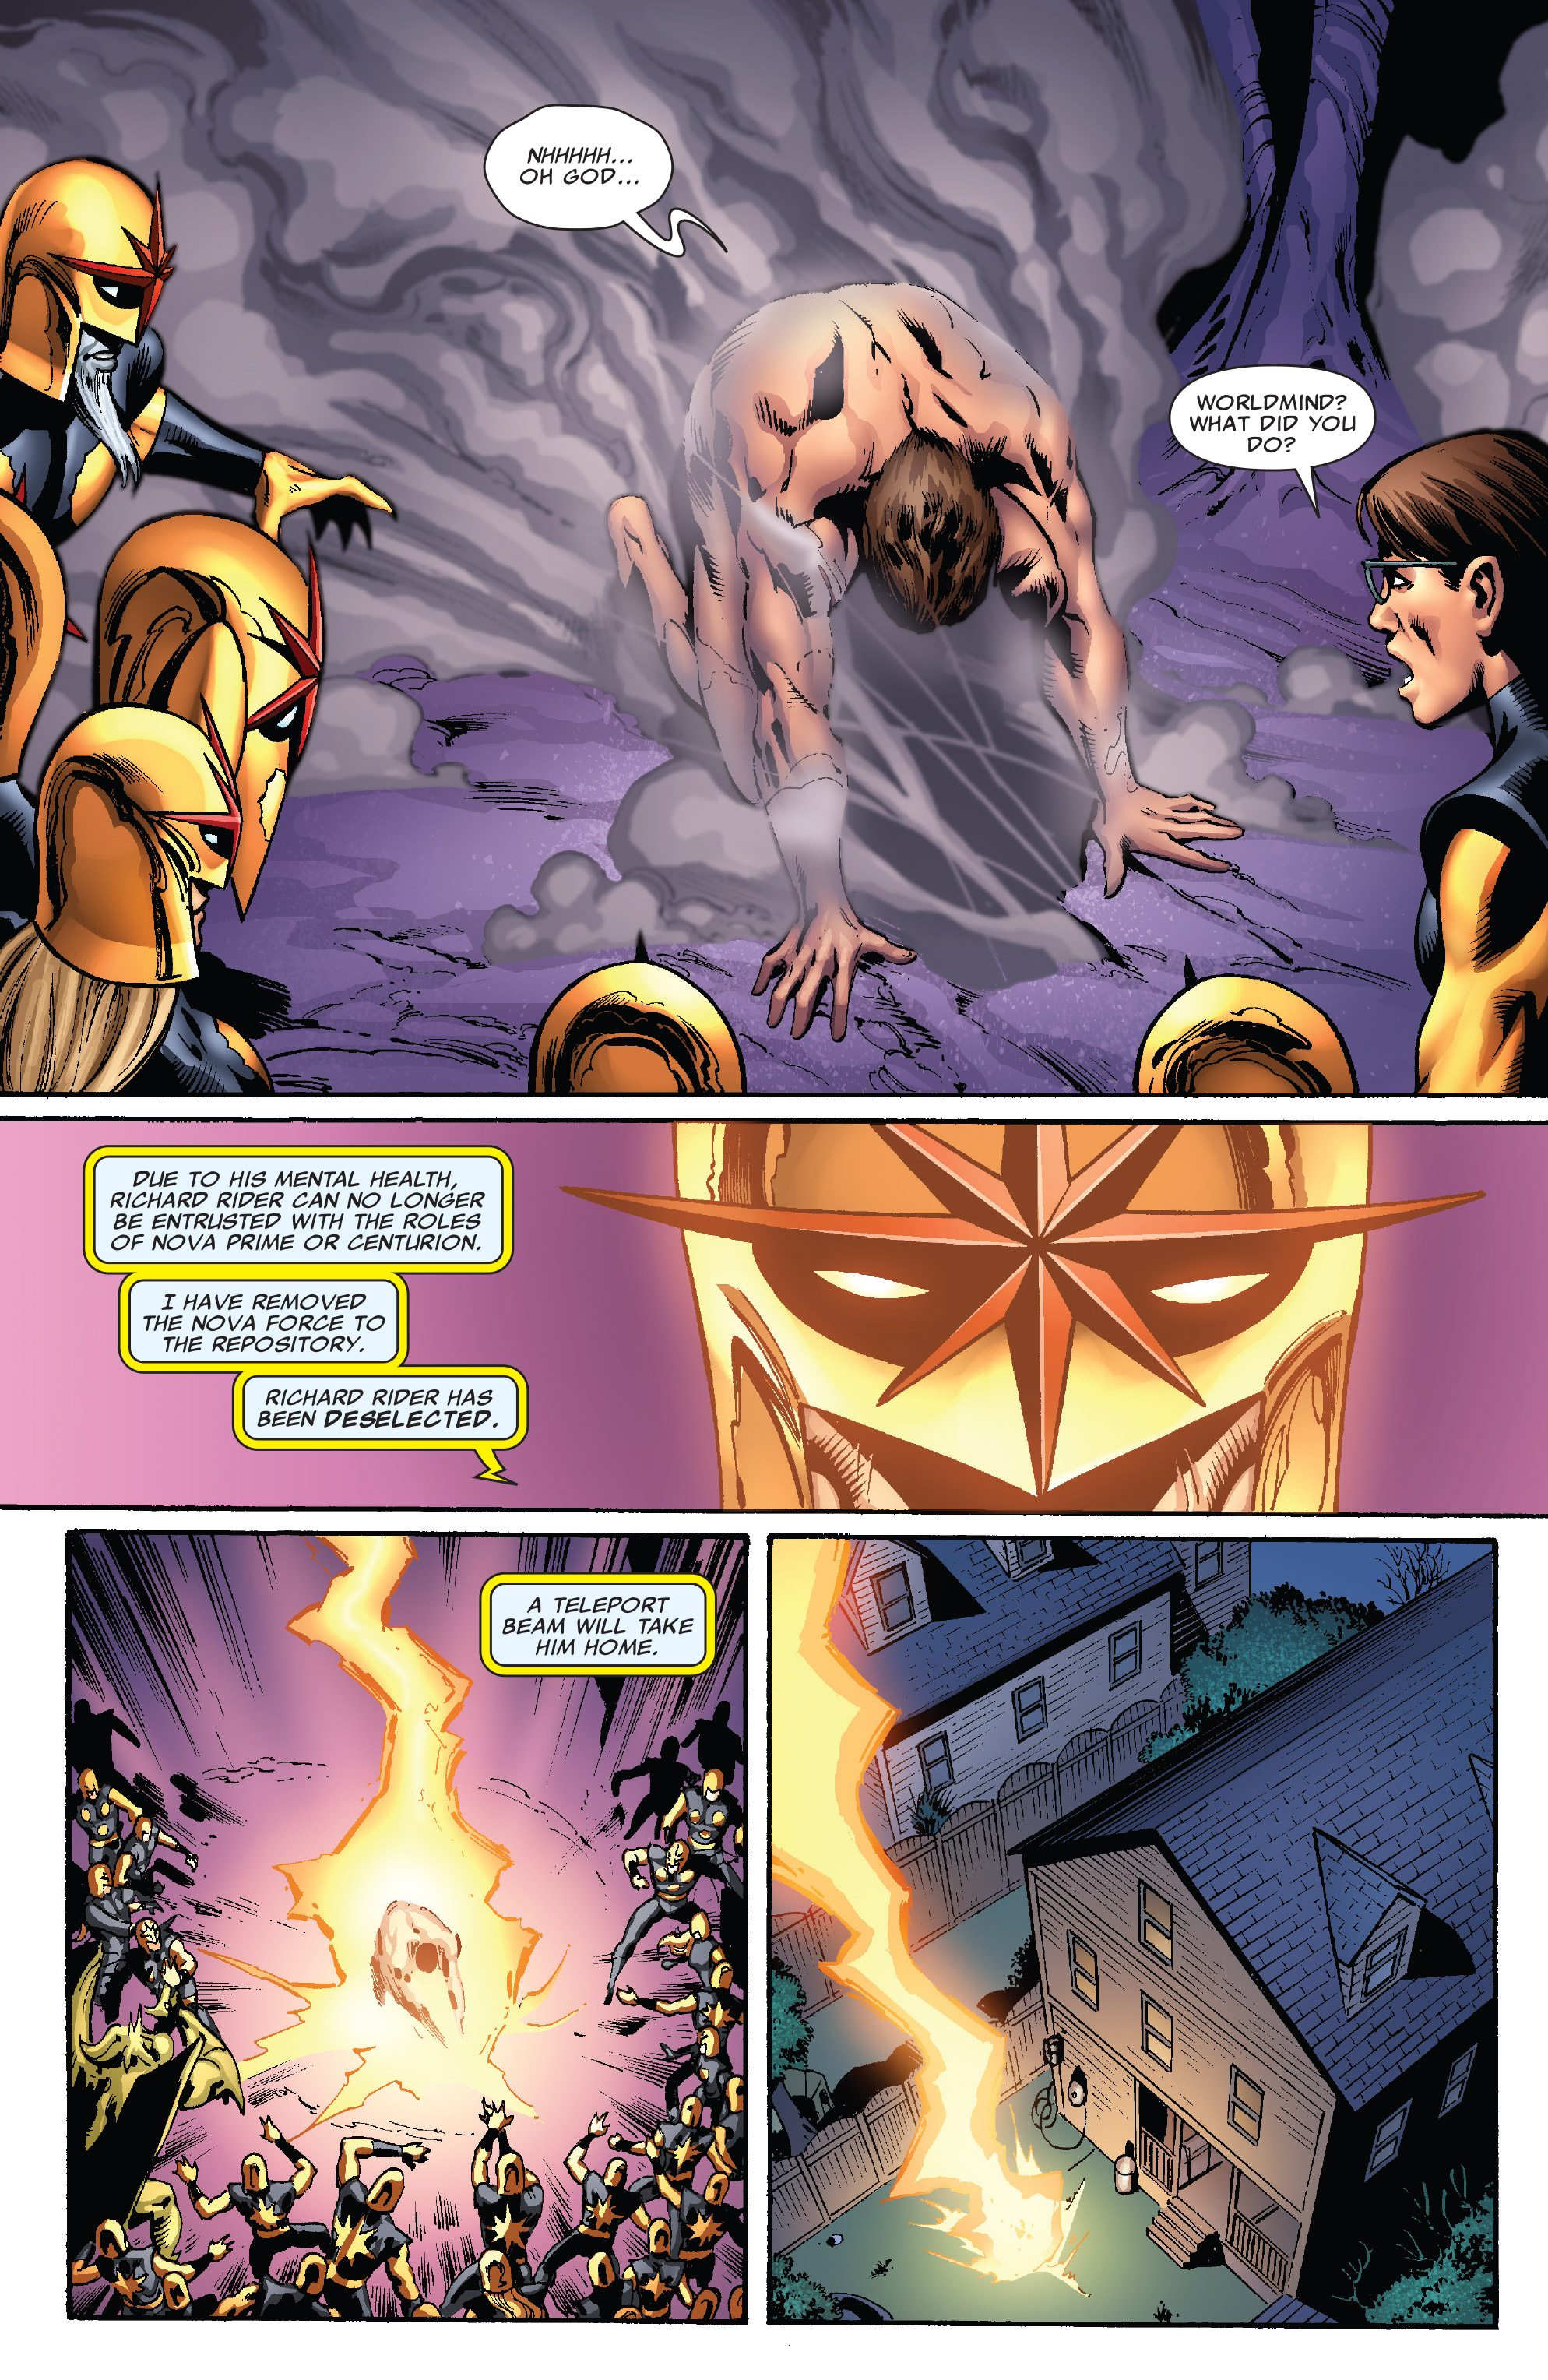 NHHHHH...
OH GOD...
WORLDMIND?
WHAT DID YOU
DO?
DUE TO HIS MENTAL HEALTH,
RICHARD RIDER CAN NO LONGER
BE ENTRUSTED WITH THE ROLES
OF NOVA PRIME OR CENTURION.
I HAVE REMOVED
THE NOVA FORCE TO
THE REPOSITORY.
RICHARD RIDER HAS
BEEN DESELECTED.
A TELEPORT
BEAM WILL TAKE
HIM HOME.